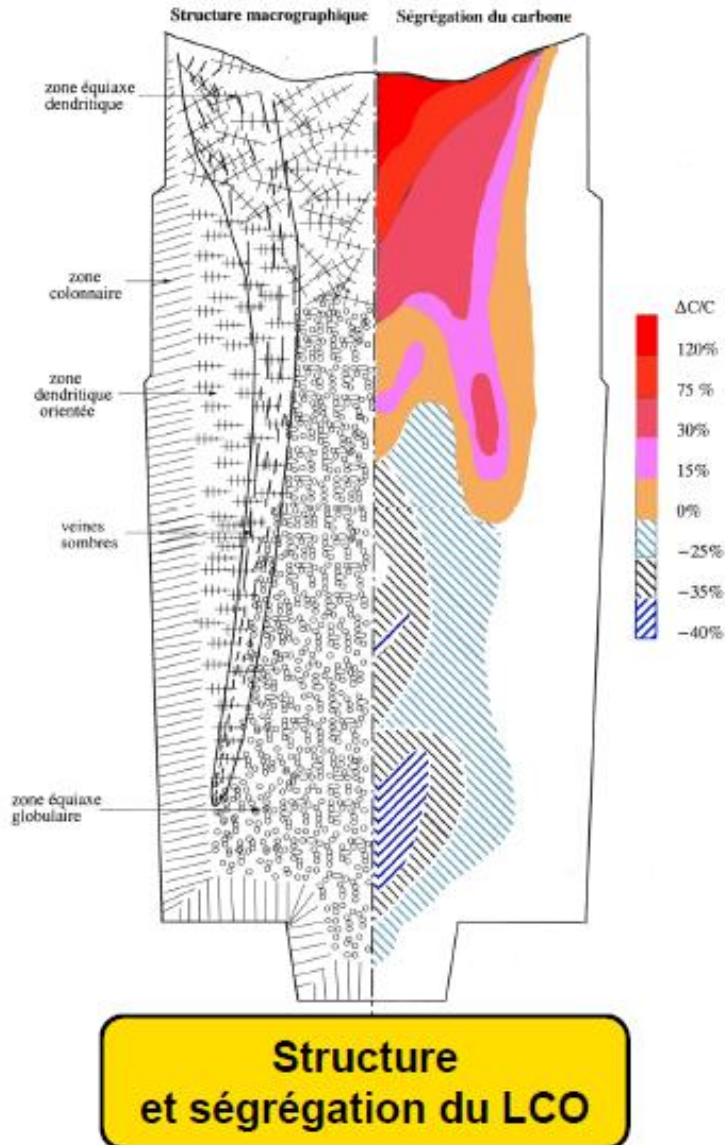 Structure macrographique
Ségrégation du carbone
zone équiaxe
dendritique
zone
colonnaire
zone
dendritique
orientée
veines
sombres
zone équiaxe
globulaire
ΔC/C
120%
75 %
30%
15%
0%
−25%
−35%
−40%
Structure
et ségrégation du LCO